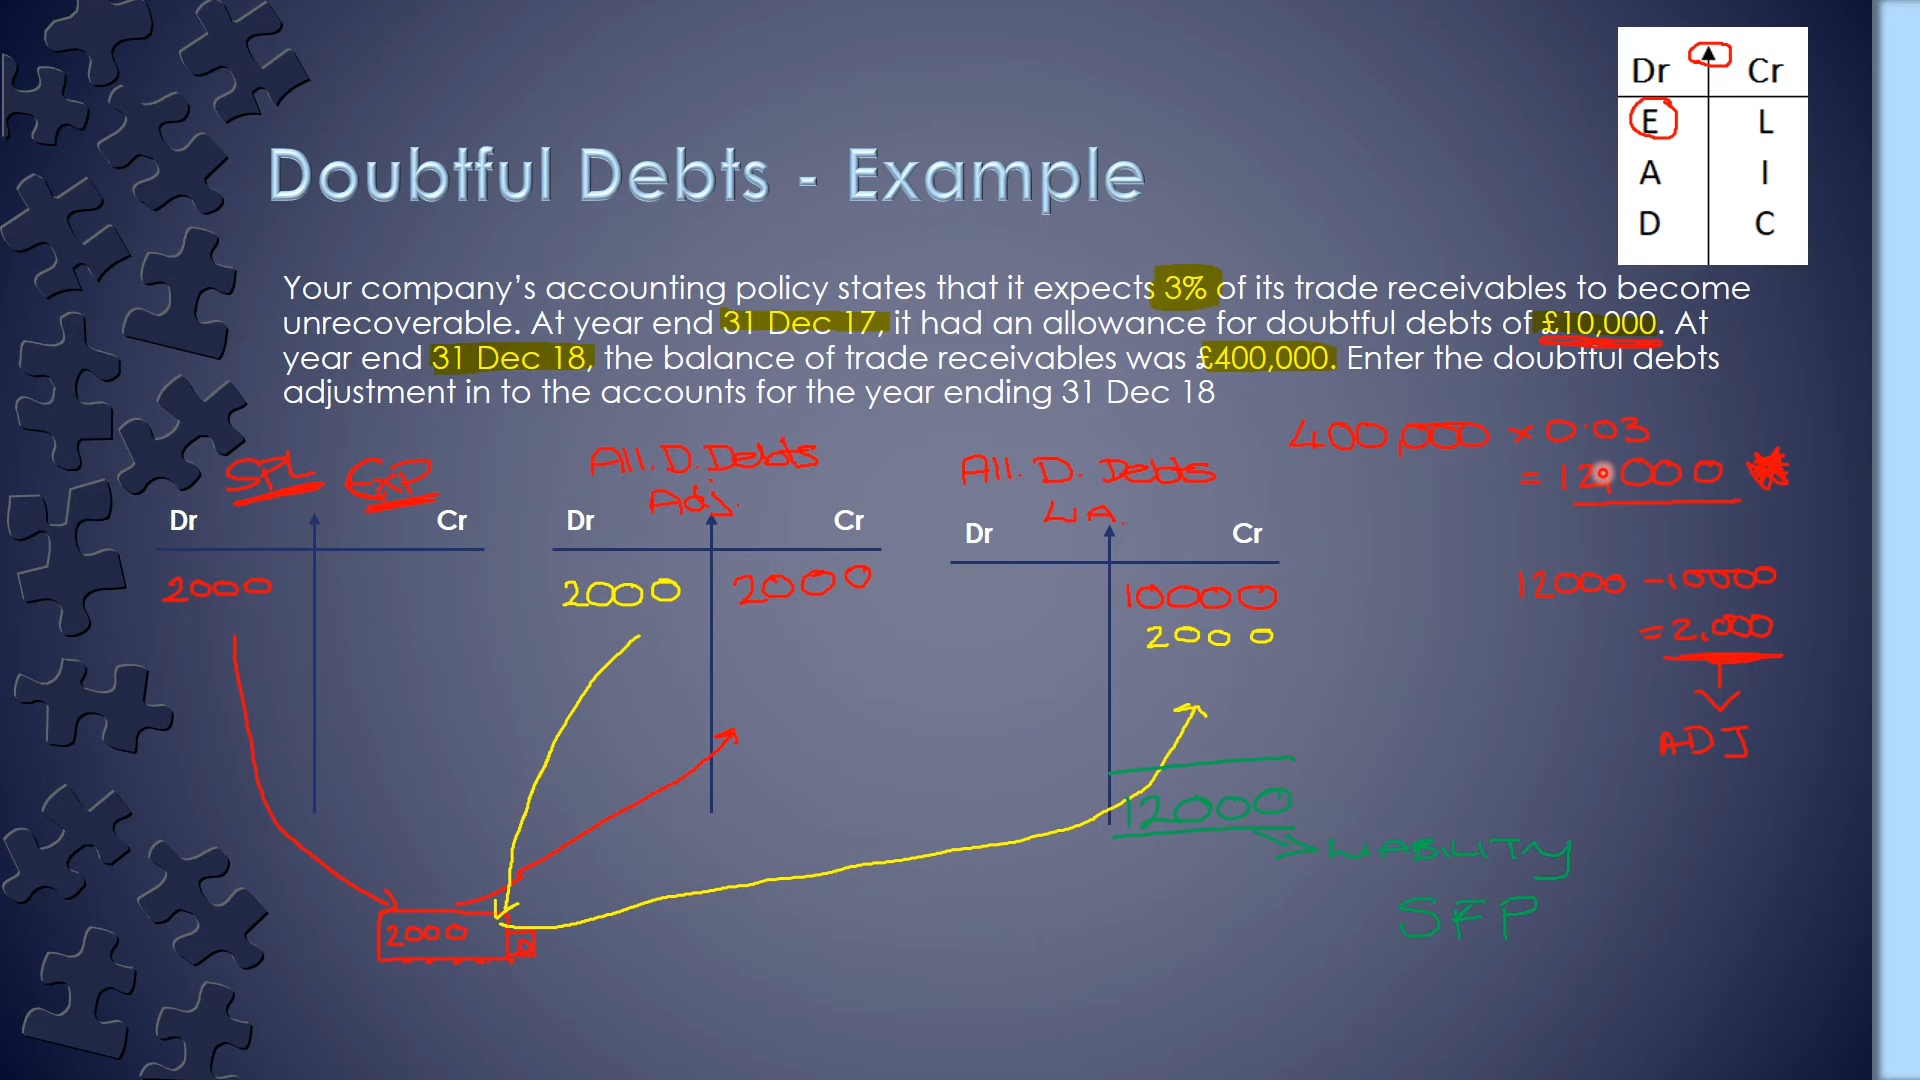 Dr Cr
E L
A I
D C
Doubtful Debts - Example
Your company's accounting policy states that it expects 3% of its trade receivables to become
unrecoverable. At year end 31 Dec 17, it had an allowance for doubtful debts of £10,000. At
year end 31 Dec 18, the balance of trade receivables was £400,000. Enter the doubtful debts
adjustment in to the accounts for the year ending 31 Dec 18
400,000 × 0.03
= 12,000
SPL EXP
All. D. Debts
Adj.
All. D. Debts
LIA.
Dr Cr
Dr Cr
Dr Cr
2000
2000 2000
10000
2000
12000 - 10000
= 2,000
ADJ
12000
LIABILITY
SFP
2000
D